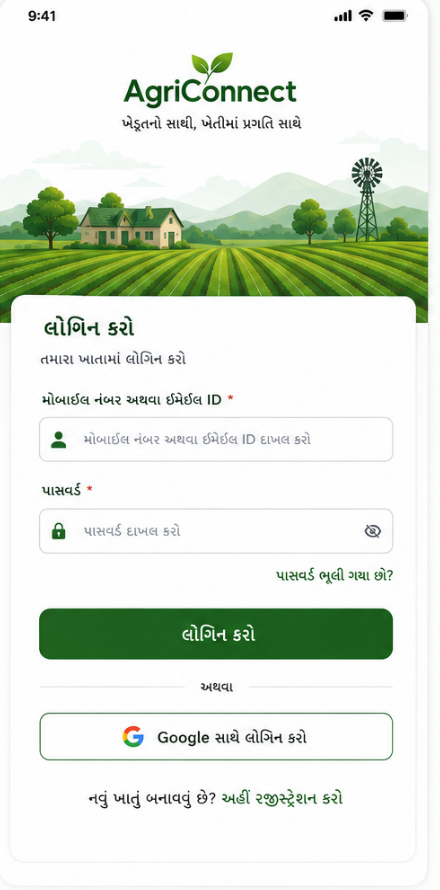 9:41
AgriConnect
ખેડૂતનો સાથી, ખેતીમાં પ્રગતિ સાથે
લોગિન કરો
તમારા ખાતામાં લોગિન કરો
મોબાઈલ નંબર અથવા ઈમેઈલ ID *
મોબાઈલ નંબર અથવા ઈમેઈલ ID દાખલ કરો
પાસવર્ડ *
પાસવર્ડ દાખલ કરો
પાસવર્ડ ભૂલી ગયા છો?
લોગિન કરો
અથવા
Google સાથે લોગિન કરો
નવું ખાતું બનાવવું છે? અહીં રજીસ્ટ્રેશન કરો